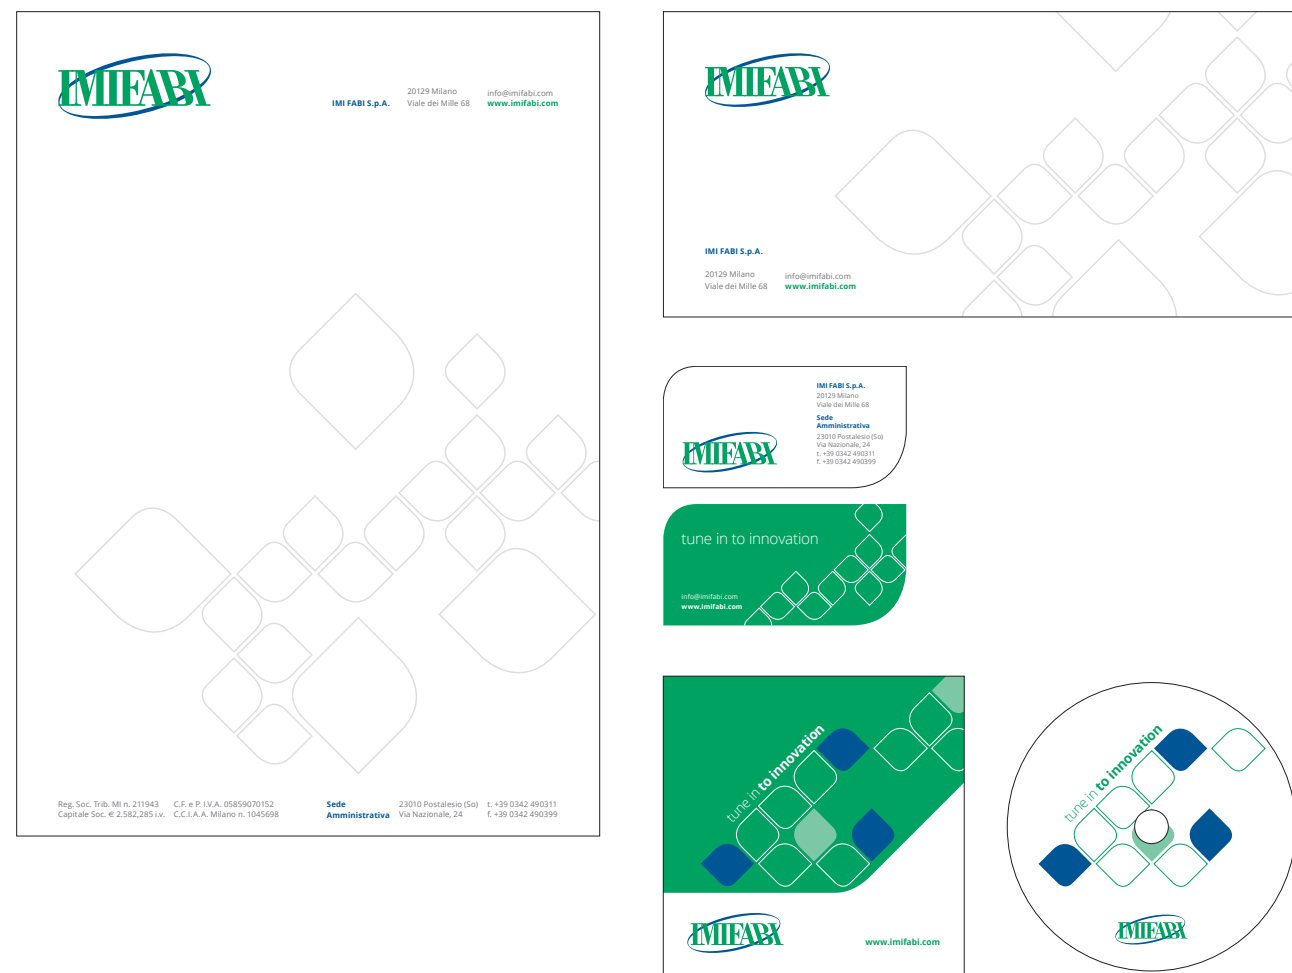 IMIFABI
IMI FABI S.p.A.
20129 Milano
Viale dei Mille 68
info@imifabi.com
www.imifabi.com
Reg. Soc. Trib. MI n. 211943
Capitale Soc. € 2.582,285 i.v.
C.F. e P. I.V.A. 05859070152
C.C.I.A.A. Milano n. 1045698
Sede
Amministrativa
23010 Postalesio (So)
Via Nazionale, 24
t. +39 0342 490311
f. +39 0342 490399
IMIFABI
IMI FABI S.p.A.
20129 Milano
Viale dei Mille 68
info@imifabi.com
www.imifabi.com
IMIFABI
IMI FABI S.p.A.
20129 Milano
Viale dei Mille 68
Sede
Amministrativa
23010 Postalesio (So)
Via Nazionale, 24
t. +39 0342 490311
f. +39 0342 490399
tune in to innovation
info@imifabi.com
www.imifabi.com
tune in to innovation
IMIFABI
www.imifabi.com
tune in to innovation
IMIFABI